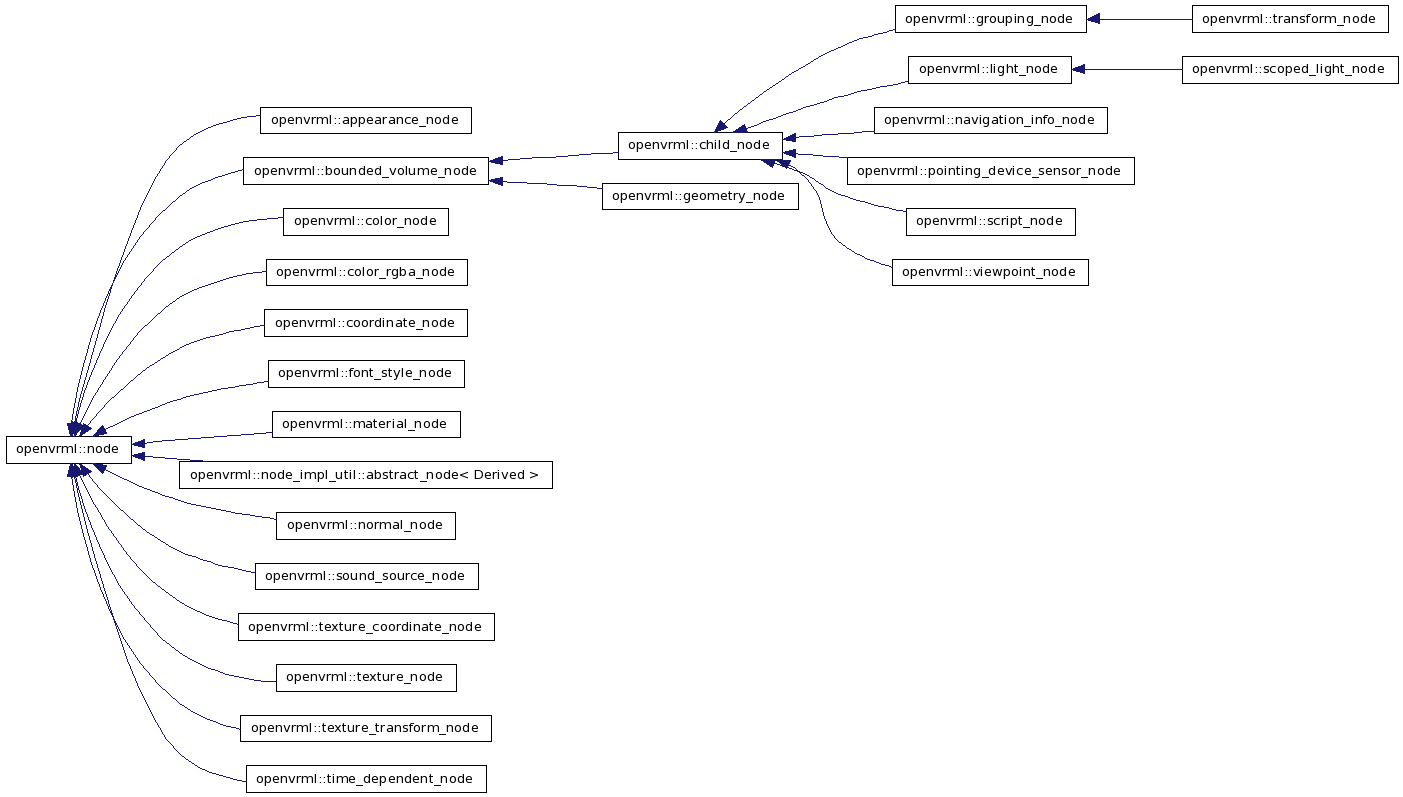 openvrml::grouping_node
openvrml::transform_node
openvrml::light_node
openvrml::scoped_light_node
openvrml::appearance_node
openvrml::navigation_info_node
openvrml::child_node
openvrml::bounded_volume_node
openvrml::pointing_device_sensor_node
openvrml::geometry_node
openvrml::color_node
openvrml::script_node
openvrml::color_rgba_node
openvrml::viewpoint_node
openvrml::coordinate_node
openvrml::font_style_node
openvrml::material_node
openvrml::node
openvrml::node_impl_util::abstract_node< Derived >
openvrml::normal_node
openvrml::sound_source_node
openvrml::texture_coordinate_node
openvrml::texture_node
openvrml::texture_transform_node
openvrml::time_dependent_node